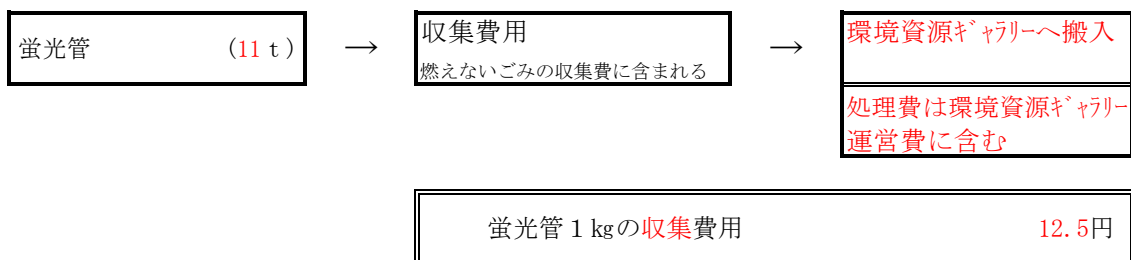 蛍光管 (11ｔ) → 収集費用 → 環境資源ｷﾞｬﾗﾘｰへ搬入
燃えないごみの収集費に含まれる
処理費は環境資源ｷﾞｬﾗﾘｰ
運営費に含む
蛍光管１㎏の収集費用 12.5円